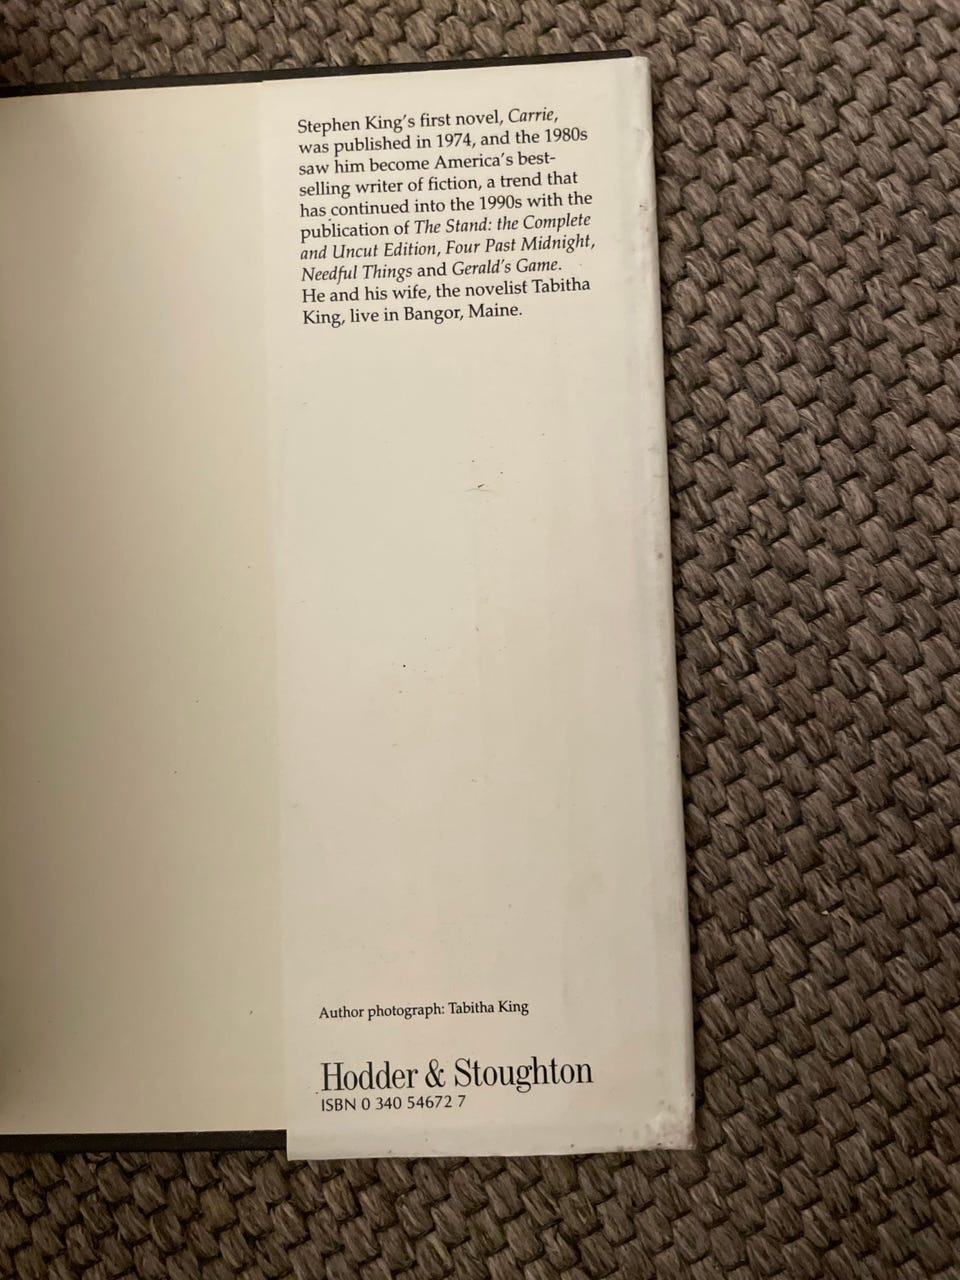 Stephen King's first novel, Carrie,
was published in 1974, and the 1980s
saw him become America's best-
selling writer of fiction, a trend that
has continued into the 1990s with the
publication of The Stand: the Complete
and Uncut Edition, Four Past Midnight,
Needful Things and Gerald's Game.
He and his wife, the novelist Tabitha
King, live in Bangor, Maine.
Author photograph: Tabitha King
Hodder & Stoughton
ISBN 0 340 54672 7